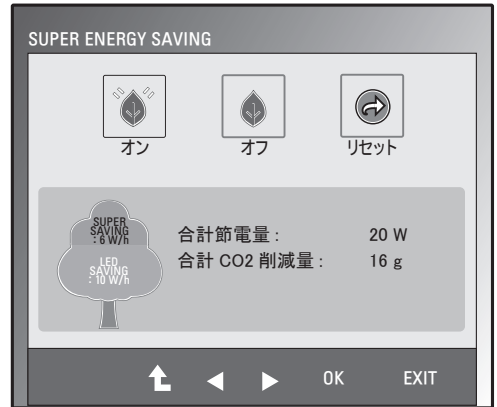 SUPER ENERGY SAVING
オン オフ リセット
SUPER
SAVING
: 6 W/h
LED
SAVING
: 10 W/h
合計節電量 : 20 W
合計 CO2 削減量 : 16 g
OK EXIT